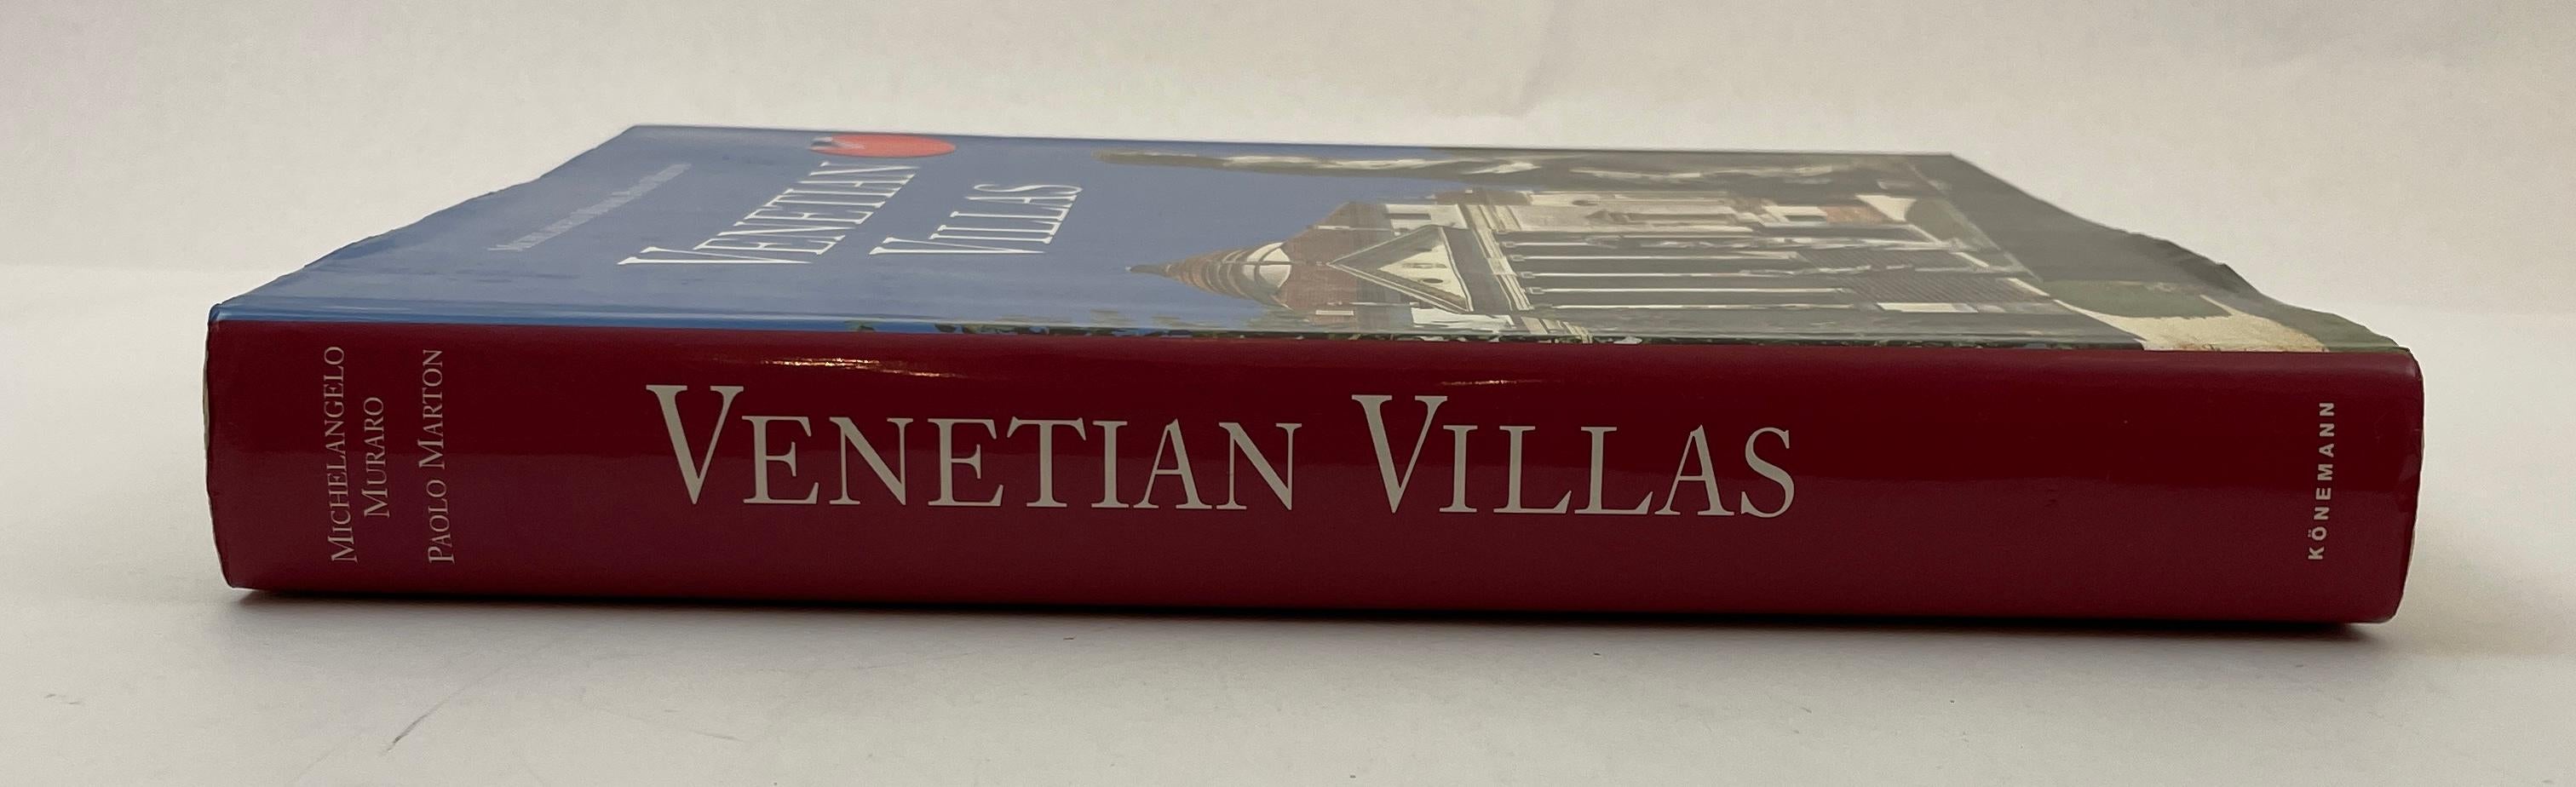 VENETIAN
VILLAS
MICHELANGELO
MURARO
PAOLO MARTON
VENETIAN VILLAS
KÖNEMANN